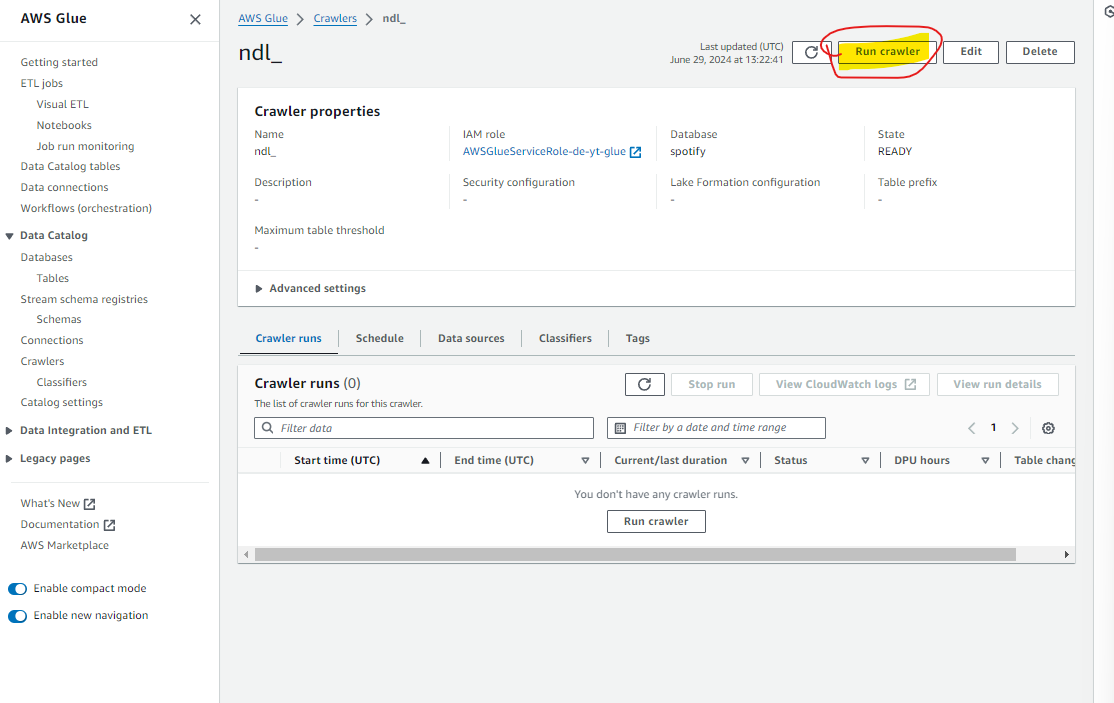 AWS Glue
Getting started
ETL jobs
Visual ETL
Notebooks
Job run monitoring
Data Catalog tables
Data connections
Workflows (orchestration)
Data Catalog
Databases
Tables
Stream schema registries
Schemas
Connections
Crawlers
Classifiers
Catalog settings
Data Integration and ETL
Legacy pages
What's New
Documentation
AWS Marketplace
Enable compact mode
Enable new navigation
AWS Glue > Crawlers > ndl_
ndl_
Last updated (UTC)
June 29, 2024 at 13:22:41
Run crawler Edit Delete
Crawler properties
Name IAM role Database State
ndl_ AWSGlueServiceRole-de-yt-glue spotify READY
Description Security configuration Lake Formation configuration Table prefix
- - - -
Maximum table threshold
-
Advanced settings
Crawler runs Schedule Data sources Classifiers Tags
Crawler runs (0) Stop run View CloudWatch logs View run details
The list of crawler runs for this crawler.
Filter data Filter by a date and time range 1
Start time (UTC) End time (UTC) Current/last duration Status DPU hours Table chang
You don't have any crawler runs.
Run crawler